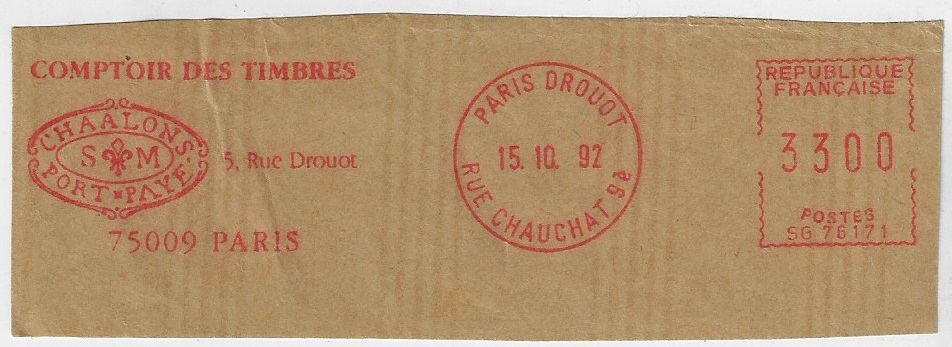 COMPTOIR DES TIMBRES
CHAALONS-
S M
PORT PAYE
5, Rue Drouot
75009 PARIS
PARIS DROUOT
15.10. 92
RUE CHAUCHAT 9è
REPUBLIQUE
FRANÇAISE
3300
POSTES
SG 76171